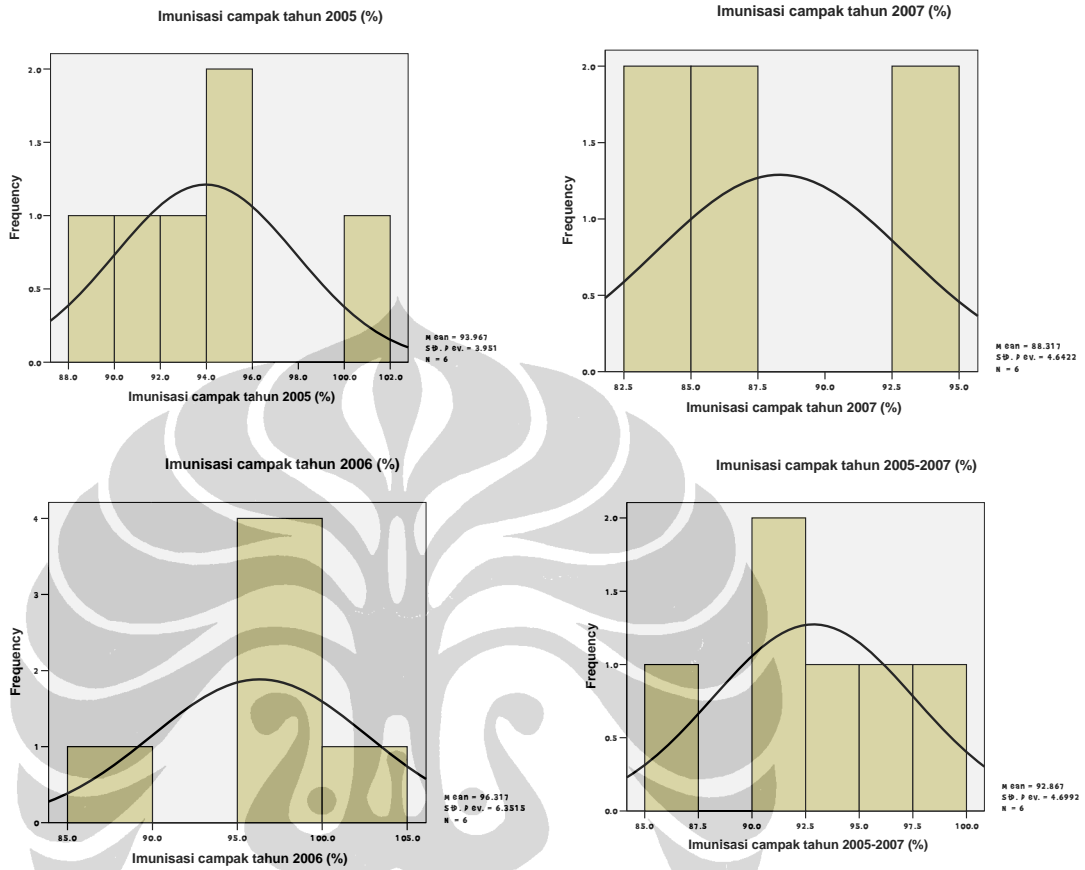 Imunisasi campak tahun 2005 (%)
Frequency
2.0
1.5
1.0
0.5
0.0
88.0 90.0 92.0 94.0 96.0 98.0 100.0 102.0
Imunisasi campak tahun 2005 (%)
Mean = 93.967
Std. Dev. = 3.951
N = 6
Imunisasi campak tahun 2007 (%)
Frequency
2.0
1.5
1.0
0.5
0.0
82.5 85.0 87.5 90.0 92.5 95.0
Imunisasi campak tahun 2007 (%)
Mean = 88.317
Std. Dev. = 4.6422
N = 6
Imunisasi campak tahun 2006 (%)
Frequency
4
3
2
1
0
85.0 90.0 95.0 100.0 105.0
Imunisasi campak tahun 2006 (%)
Mean = 96.317
Std. Dev. = 6.3515
N = 6
Imunisasi campak tahun 2005-2007 (%)
Frequency
2.0
1.5
1.0
0.5
0.0
85.0 87.5 90.0 92.5 95.0 97.5 100.0
Imunisasi campak tahun 2005-2007 (%)
Mean = 92.867
Std. Dev. = 4.6992
N = 6